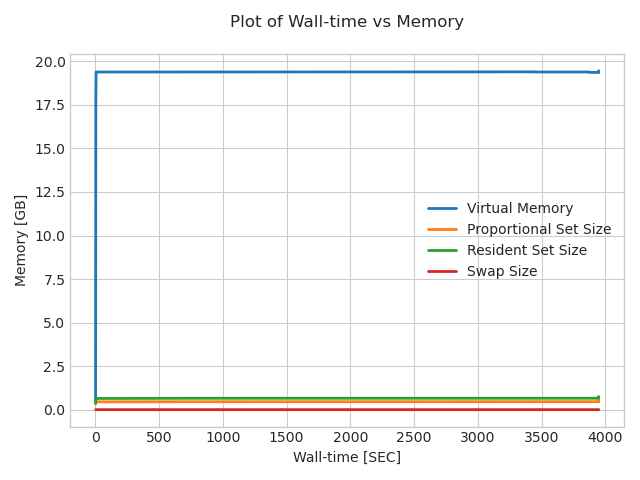 Plot of Wall-time vs Memory
20.0
17.5
15.0
12.5
10.0
7.5
5.0
2.5
0.0
Memory [GB]
Virtual Memory
Proportional Set Size
Resident Set Size
Swap Size
0 500 1000 1500 2000 2500 3000 3500 4000
Wall-time [SEC]